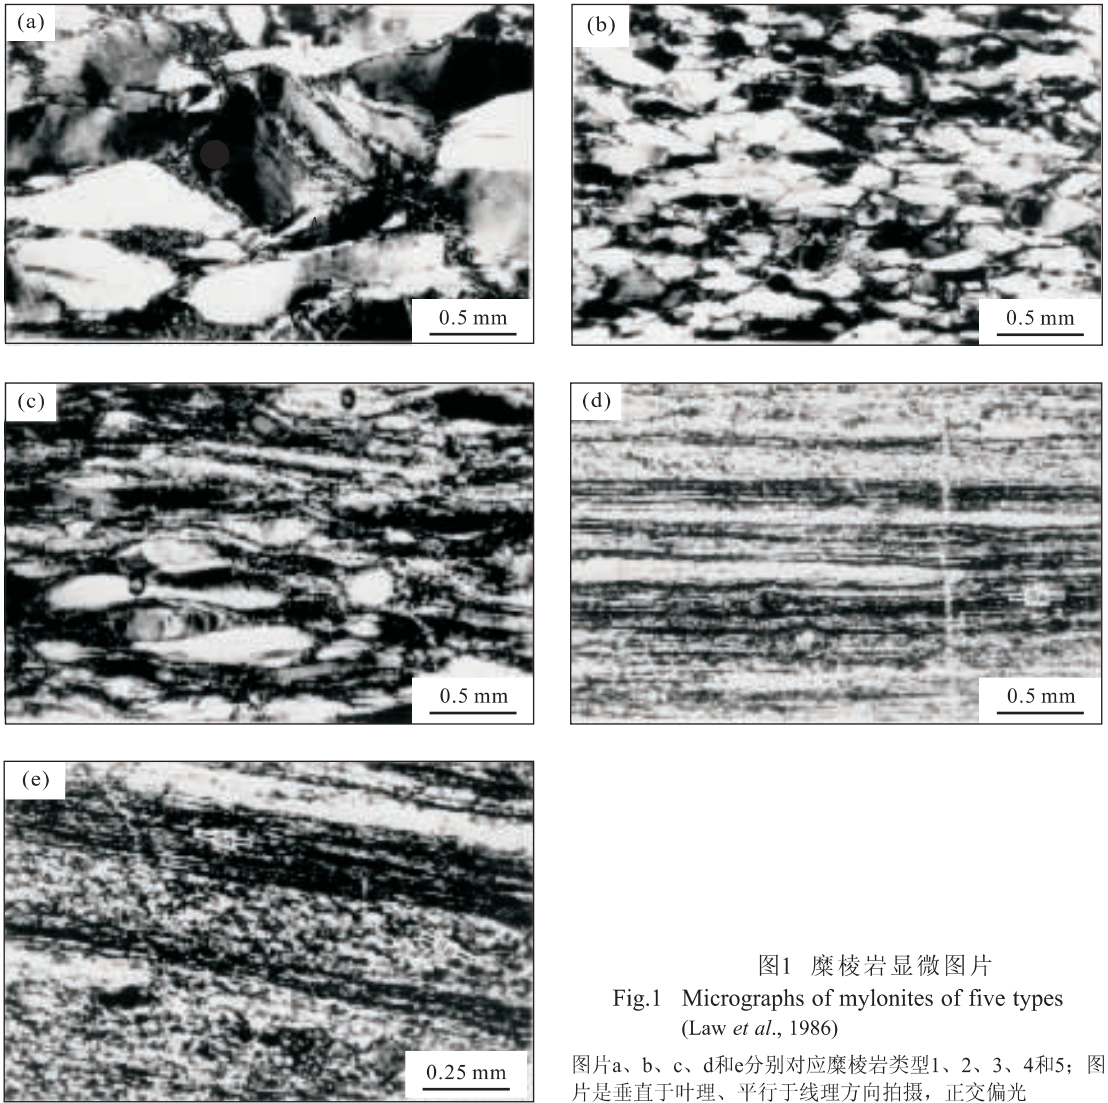 (a)
0.5 mm
(b)
0.5 mm
(c)
0.5 mm
(d)
0.5 mm
(e)
0.25 mm
图1 糜棱岩显微图片
Fig.1 Micrographs of mylonites of five types
(Law et al., 1986)
图片a、b、c、d和e分别对应糜棱岩类型1、2、3、4和5；图
片是垂直于叶理、平行于线理方向拍摄，正交偏光